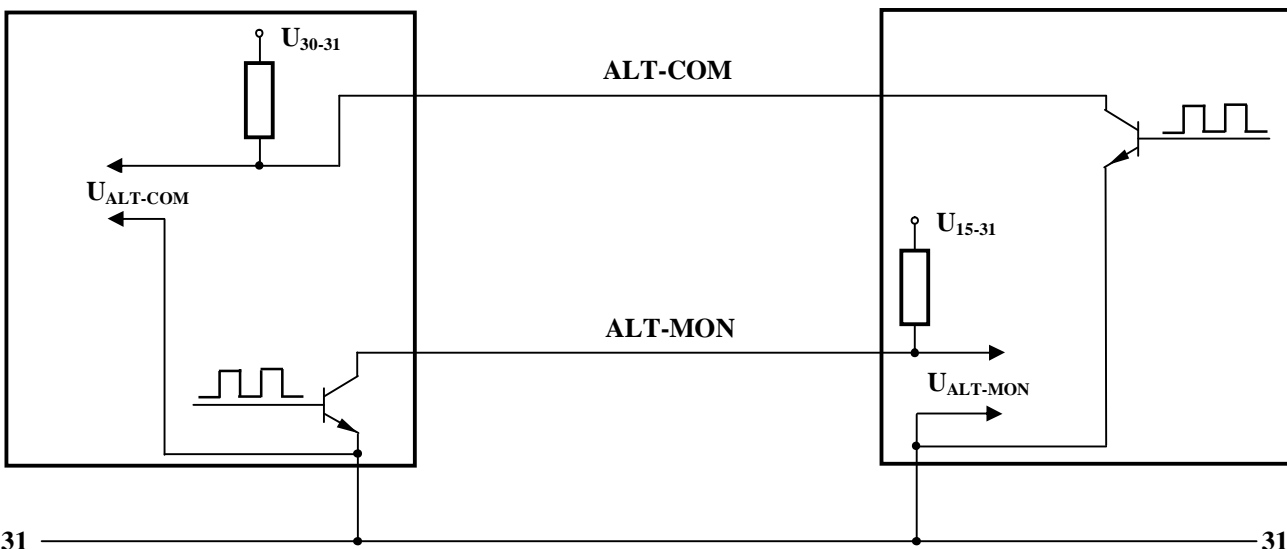 U30-31
ALT-COM
UALT-COM
U15-31
ALT-MON
UALT-MON
31
31